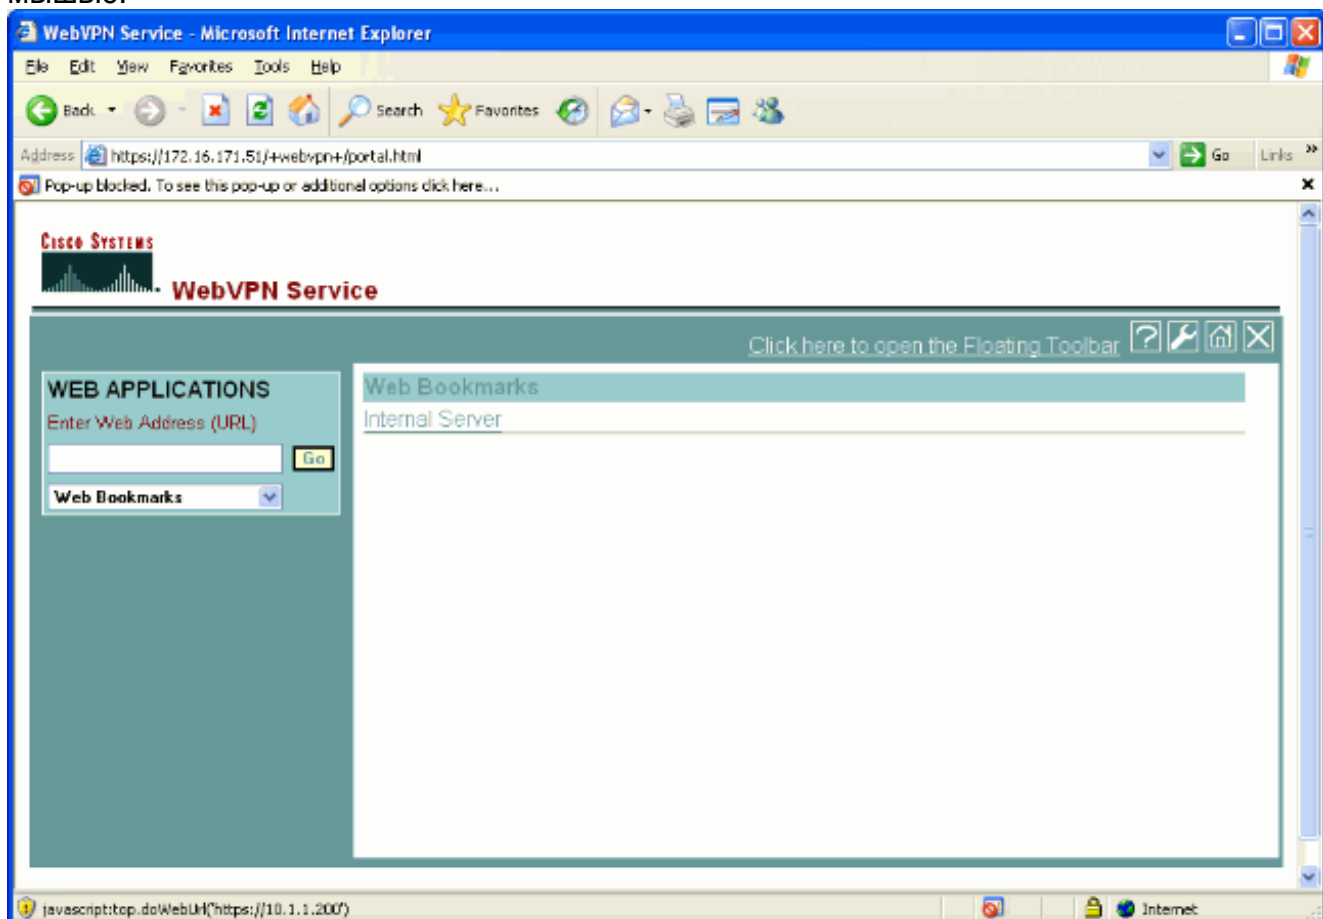 мышью.
WebVPN Service - Microsoft Internet Explorer
File Edit View Favorites Tools Help
Back Search Favorites
Address https://172.16.171.51/+webvpn+/portal.html Go Links »
Pop-up blocked. To see this pop-up or additional options click here...
CISCO SYSTEMS
WebVPN Service
Click here to open the Floating Toolbar ?
WEB APPLICATIONS
Enter Web Address (URL)
Go
Web Bookmarks
Web Bookmarks
Internal Server
javascript:top.doWebUrl('https://10.1.1.200') Internet